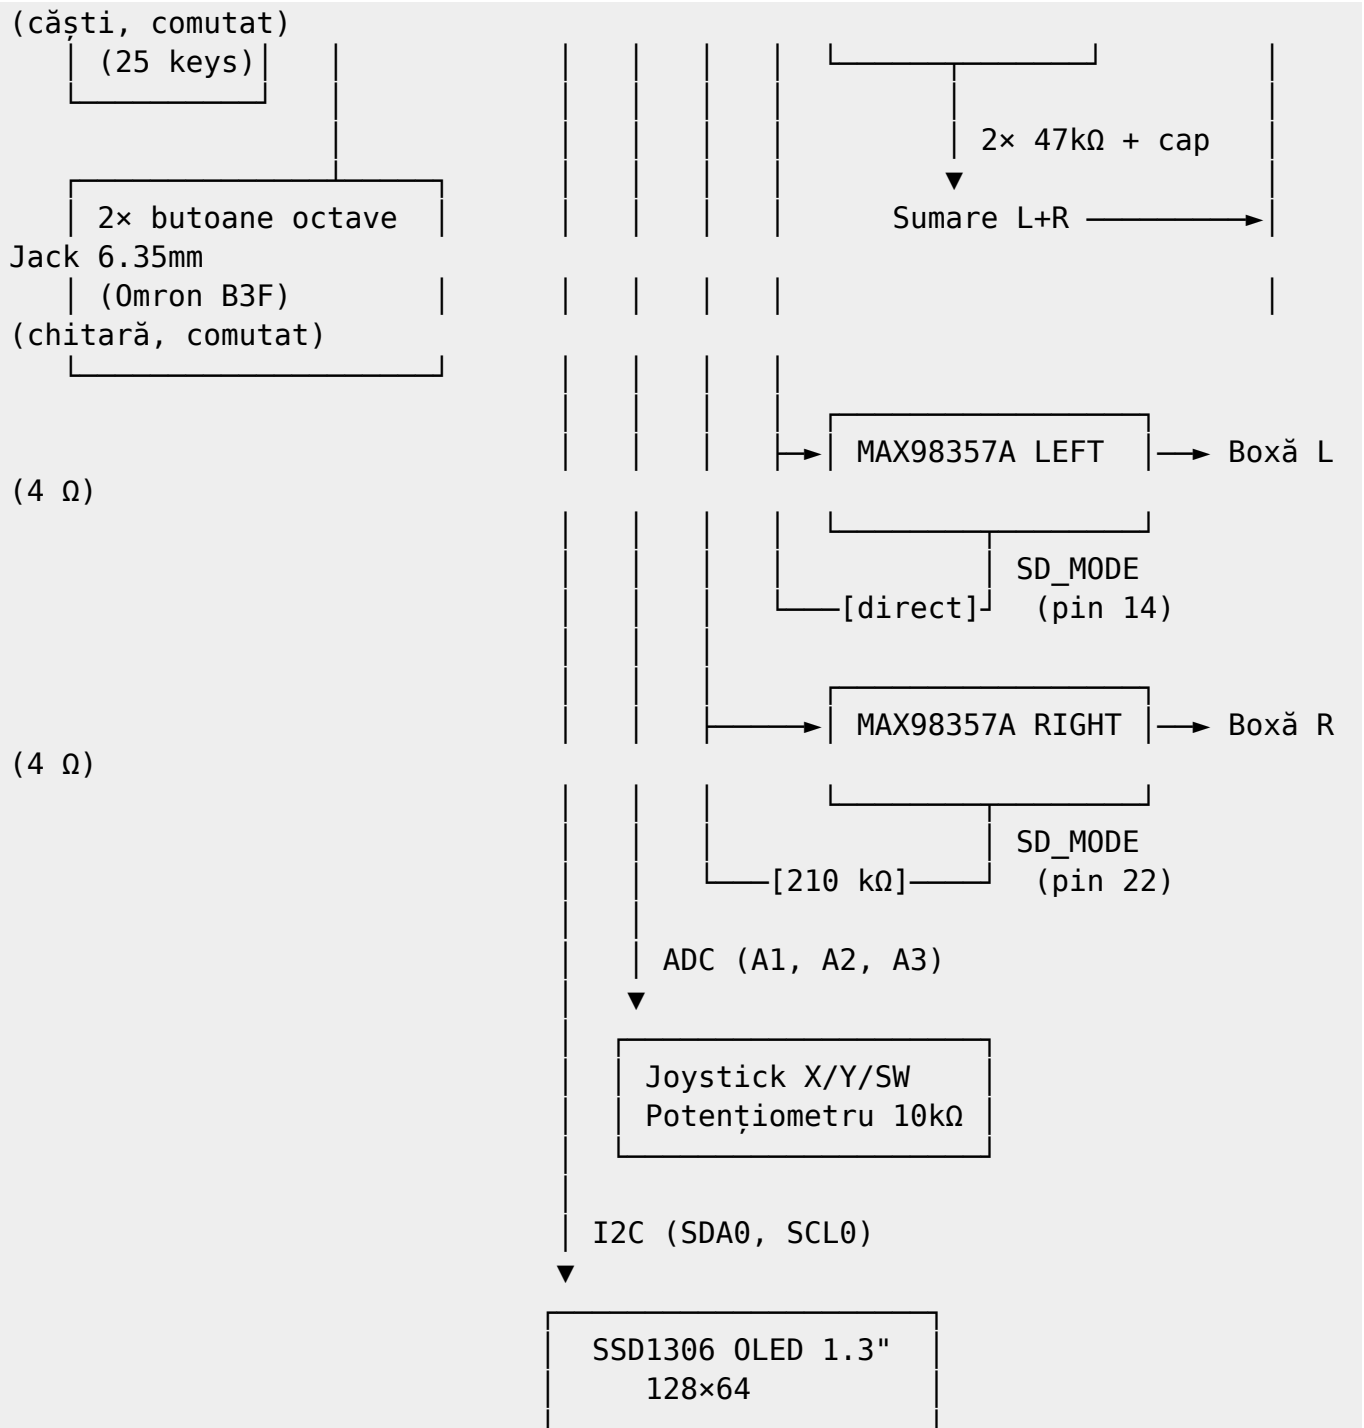 (căști, comutat)
(25 keys)
2× 47kΩ + cap
2× butoane octave
Sumare L+R
Jack 6.35mm
(Omron B3F)
(chitară, comutat)
MAX98357A LEFT
Boxă L
(4 Ω)
SD_MODE
[direct]
(pin 14)
MAX98357A RIGHT
Boxă R
(4 Ω)
SD_MODE
[210 kΩ]
(pin 22)
ADC (A1, A2, A3)
Joystick X/Y/SW
Potențiometru 10kΩ
I2C (SDA0, SCL0)
SSD1306 OLED 1.3"
128×64